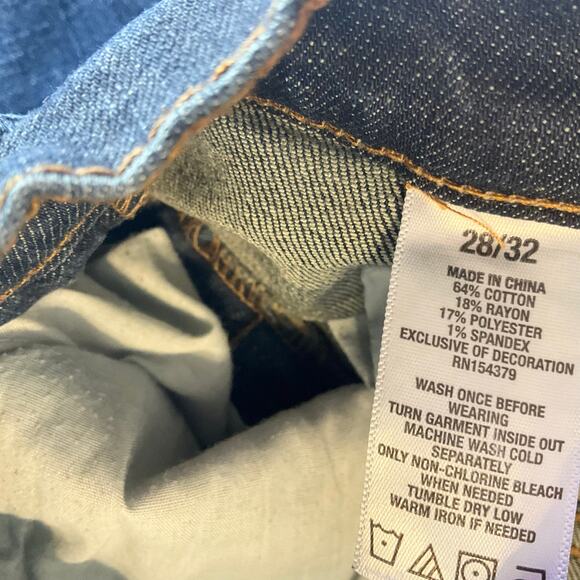 28/32
MADE IN CHINA
64% COTTON
18% RAYON
17% POLYESTER
1% SPANDEX
EXCLUSIVE OF DECORATION
RN154379
WASH ONCE BEFORE
WEARING
TURN GARMENT INSIDE OUT
MACHINE WASH COLD
SEPARATELY
ONLY NON-CHLORINE BLEACH
WHEN NEEDED
TUMBLE DRY LOW
WARM IRON IF NEEDED